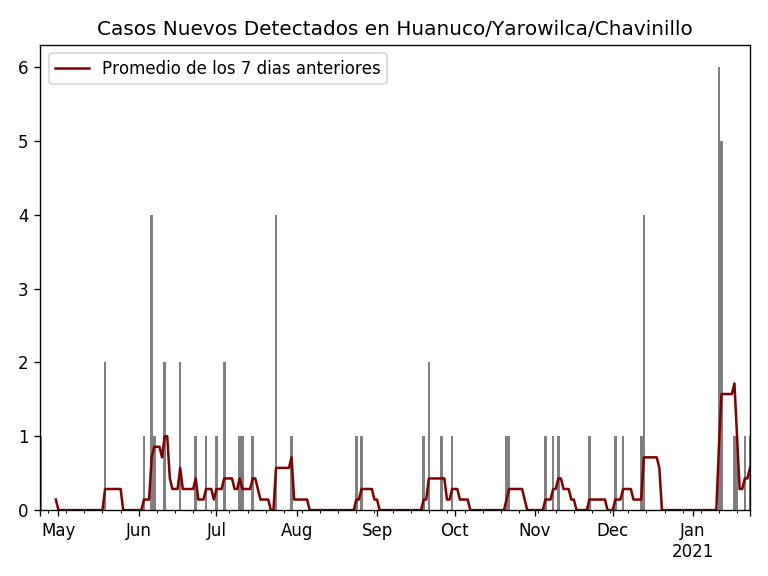 Casos Nuevos Detectados en Huanuco/Yarowilca/Chavinillo
Promedio de los 7 dias anteriores
6
5
4
3
2
1
0
May Jun Jul Aug Sep Oct Nov Dec Jan
2021